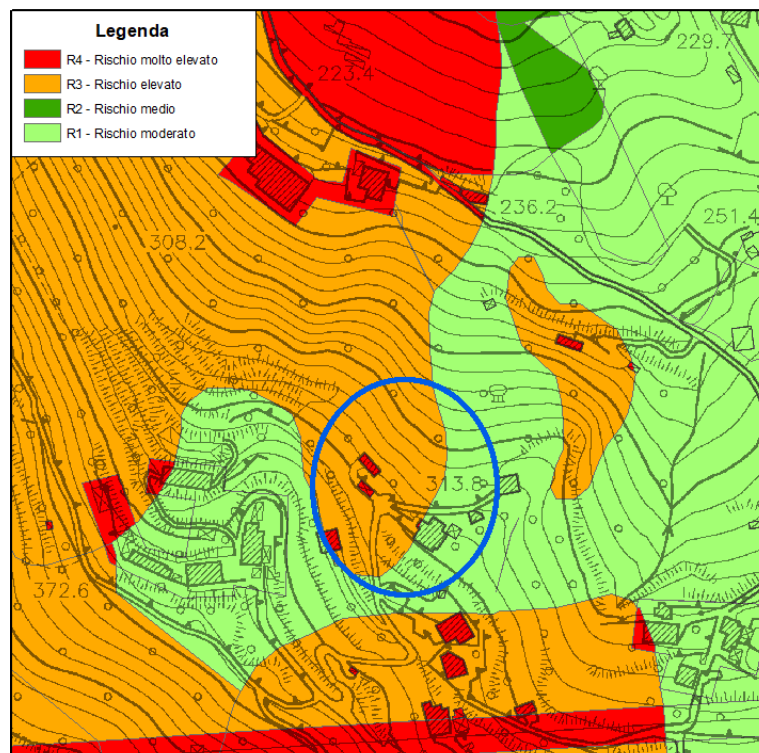 Legenda
R4 - Rischio molto elevato
R3 - Rischio elevato
R2 - Rischio medio
R1 - Rischio moderato
229.7
223.4
236.2
251.4
308.2
313.8
372.6